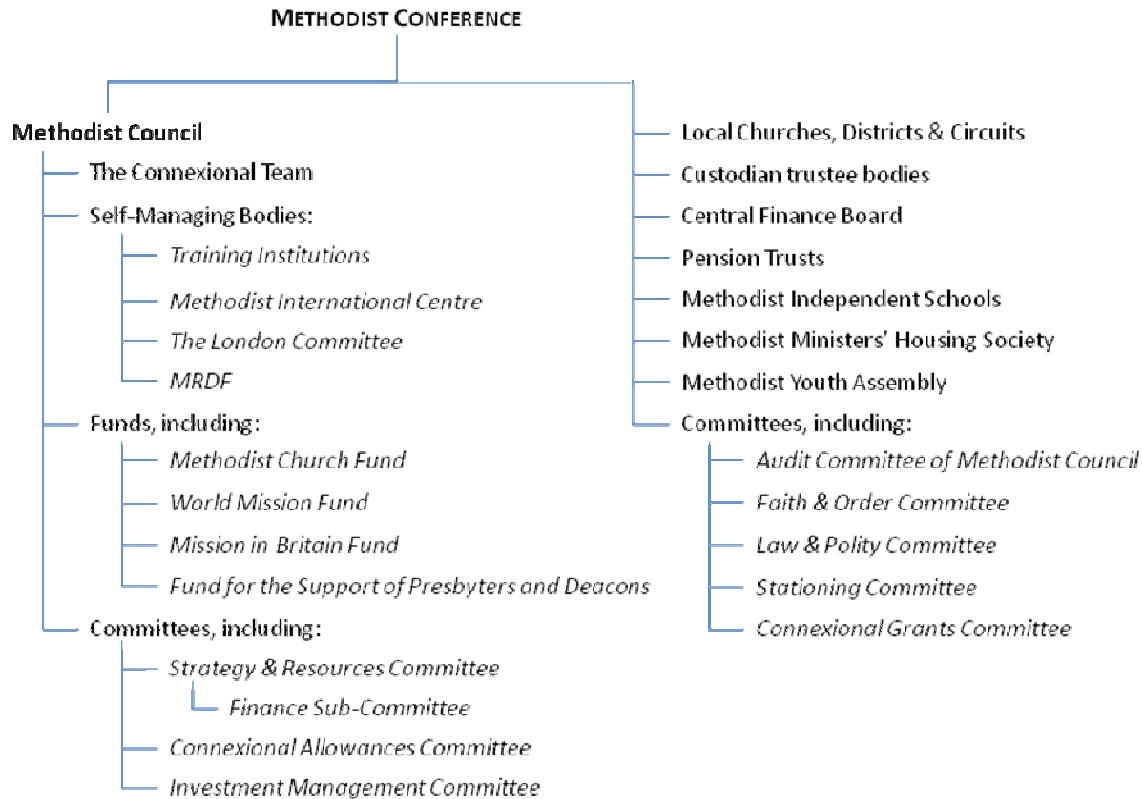 METHODIST CONFERENCE
Methodist Council
The Connexional Team
Self-Managing Bodies:
Training Institutions
Methodist International Centre
The London Committee
MRDF
Funds, including:
Methodist Church Fund
World Mission Fund
Mission in Britain Fund
Fund for the Support of Presbyters and Deacons
Committees, including:
Strategy & Resources Committee
Finance Sub-Committee
Connexional Allowances Committee
Investment Management Committee
Local Churches, Districts & Circuits
Custodian trustee bodies
Central Finance Board
Pension Trusts
Methodist Independent Schools
Methodist Ministers' Housing Society
Methodist Youth Assembly
Committees, including:
Audit Committee of Methodist Council
Faith & Order Committee
Law & Polity Committee
Stationing Committee
Connexional Grants Committee